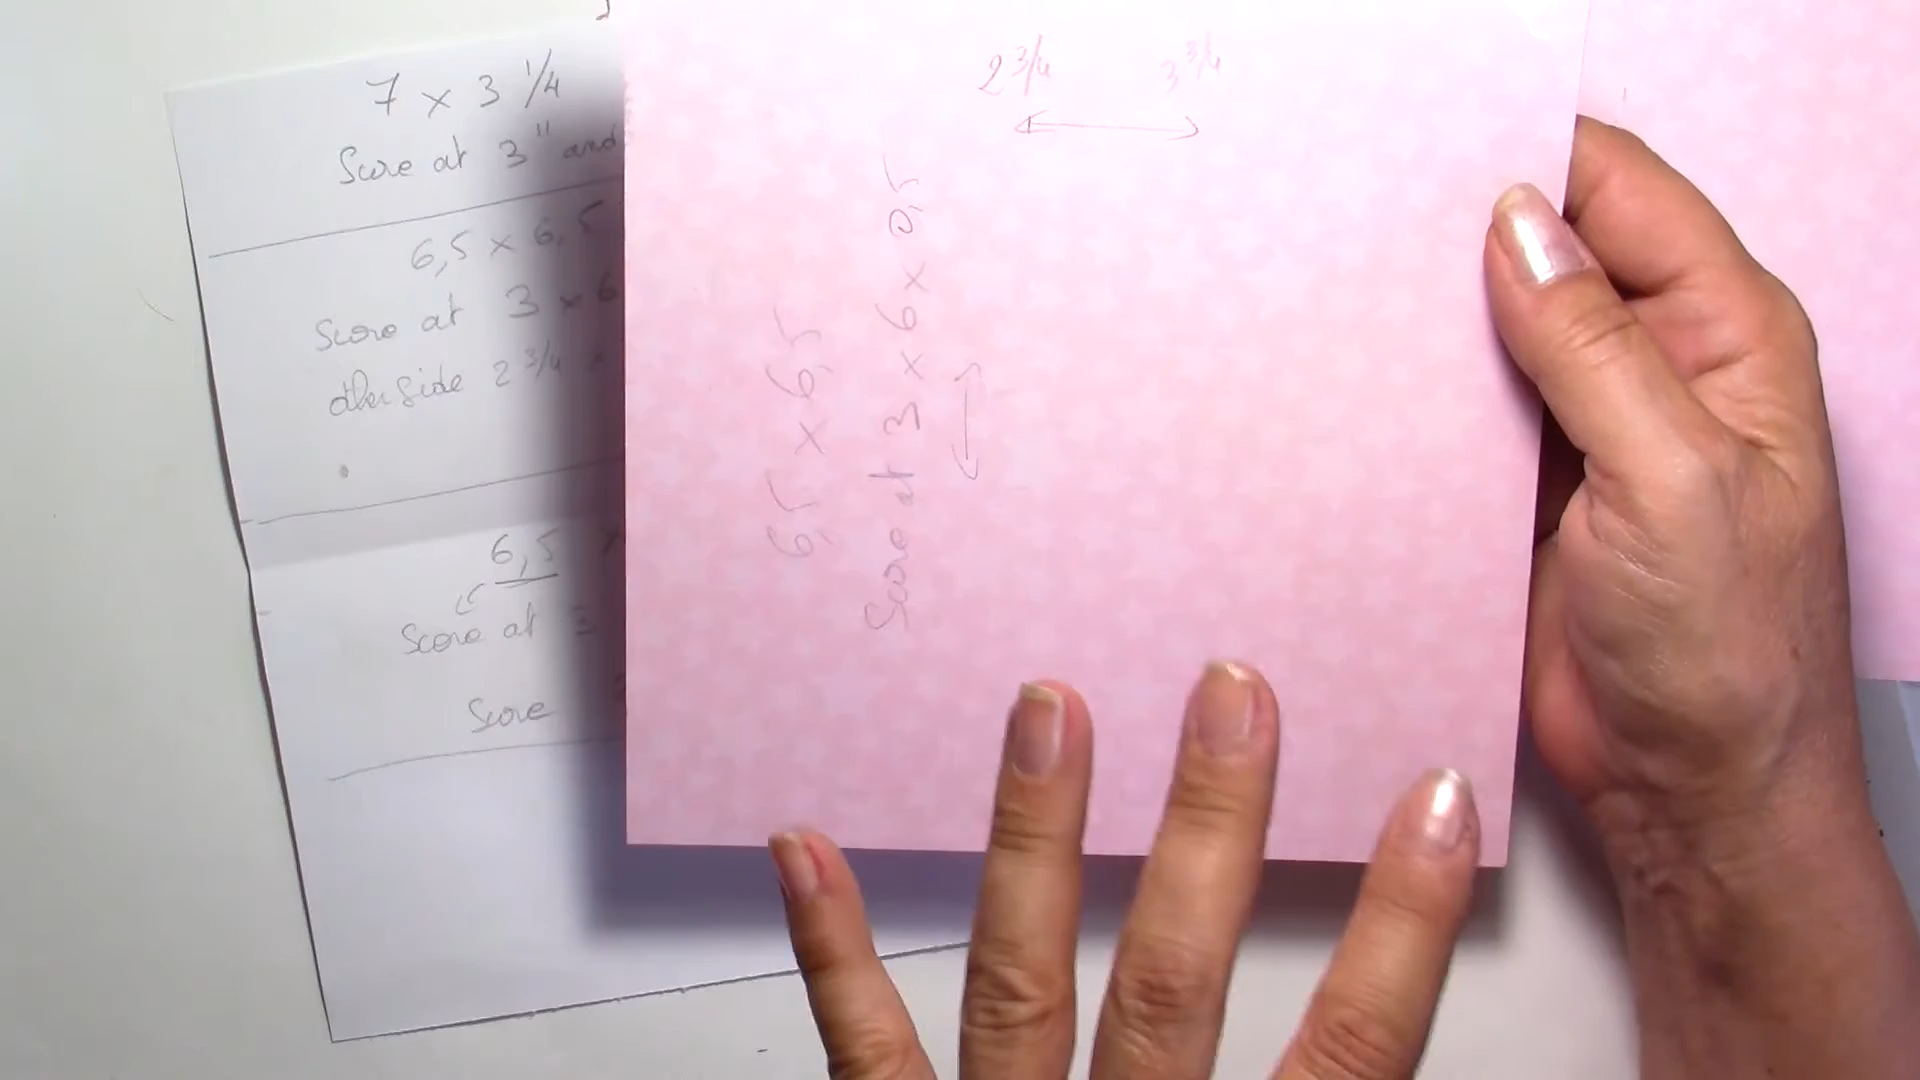 7 x 3 1/4
Score at 3" and
6,5 x 6,5
Score at 3 x 6
other side 2 3/4 x
6,5 x
Score at 3
Score
2 3/4 3 3/4
6,5 x 6,5
Score at 3 x 6 x 0,5